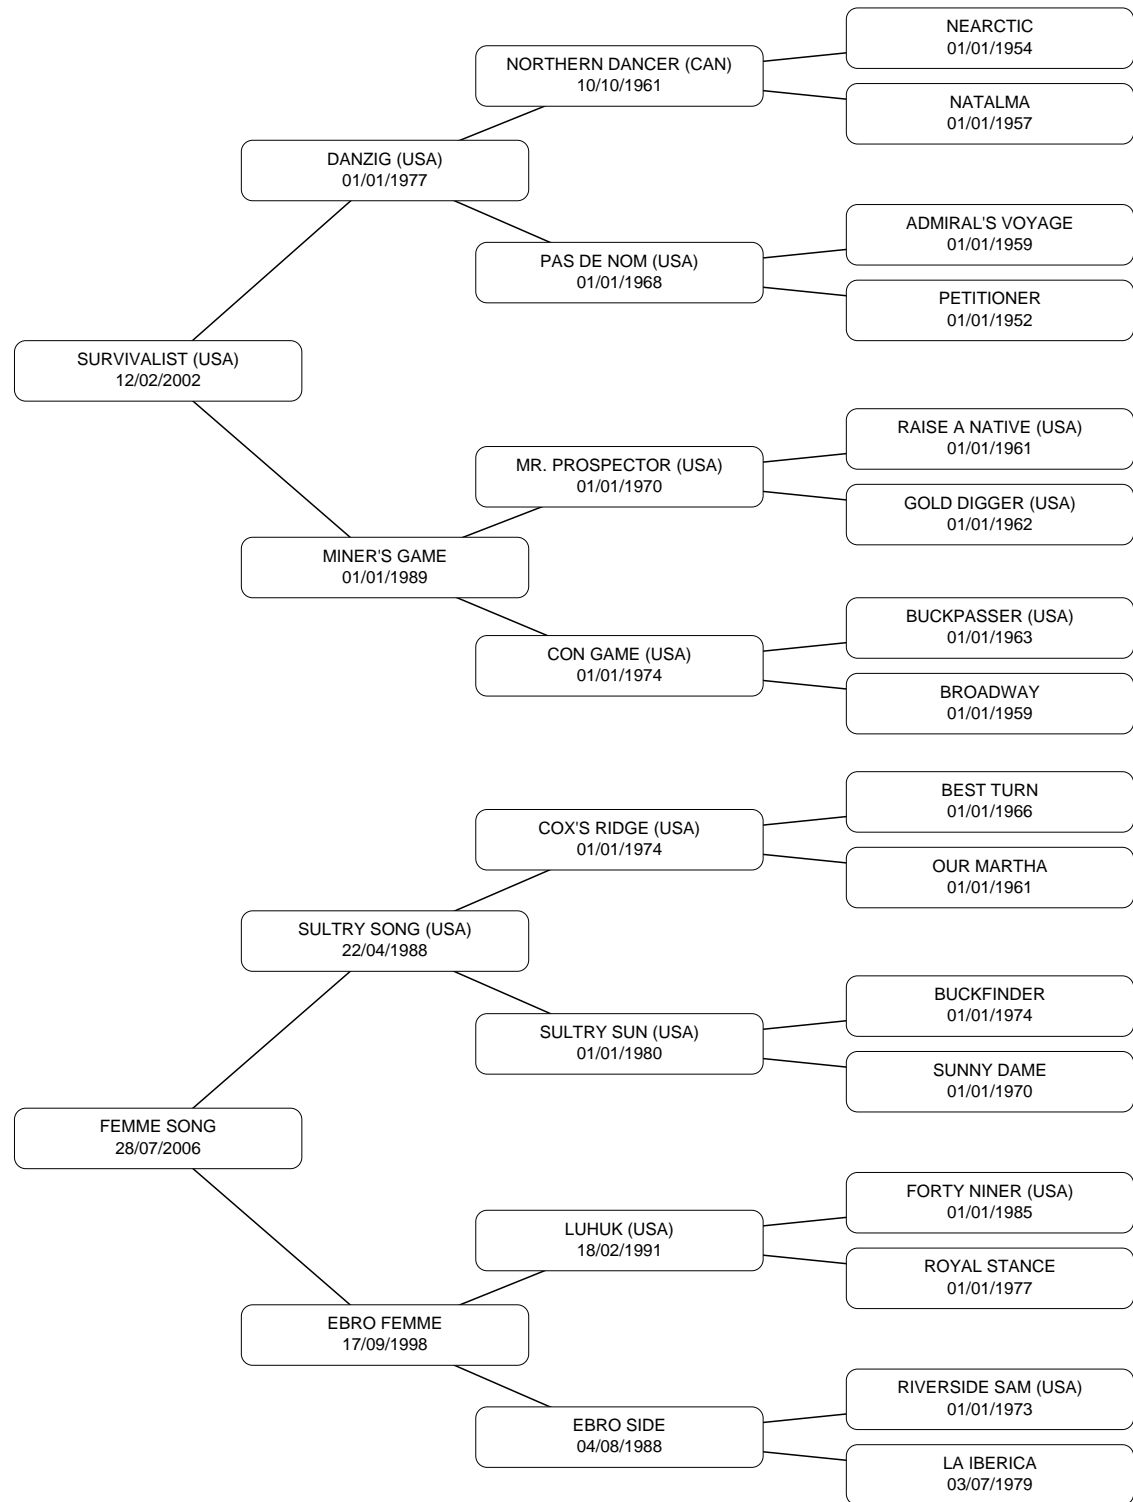 NEARCTIC
01/01/1954
NORTHERN DANCER (CAN)
10/10/1961
NATALMA
01/01/1957
DANZIG (USA)
01/01/1977
ADMIRAL'S VOYAGE
01/01/1959
PAS DE NOM (USA)
01/01/1968
PETITIONER
01/01/1952
SURVIVALIST (USA)
12/02/2002
RAISE A NATIVE (USA)
01/01/1961
MR. PROSPECTOR (USA)
01/01/1970
GOLD DIGGER (USA)
01/01/1962
MINER'S GAME
01/01/1989
BUCKPASSER (USA)
01/01/1963
CON GAME (USA)
01/01/1974
BROADWAY
01/01/1959
BEST TURN
01/01/1966
COX'S RIDGE (USA)
01/01/1974
OUR MARTHA
01/01/1961
SULTRY SONG (USA)
22/04/1988
BUCKFINDER
01/01/1974
SULTRY SUN (USA)
01/01/1980
SUNNY DAME
01/01/1970
FEMME SONG
28/07/2006
FORTY NINER (USA)
01/01/1985
LUHUK (USA)
18/02/1991
ROYAL STANCE
01/01/1977
EBRO FEMME
17/09/1998
RIVERSIDE SAM (USA)
01/01/1973
EBRO SIDE
04/08/1988
LA IBERICA
03/07/1979